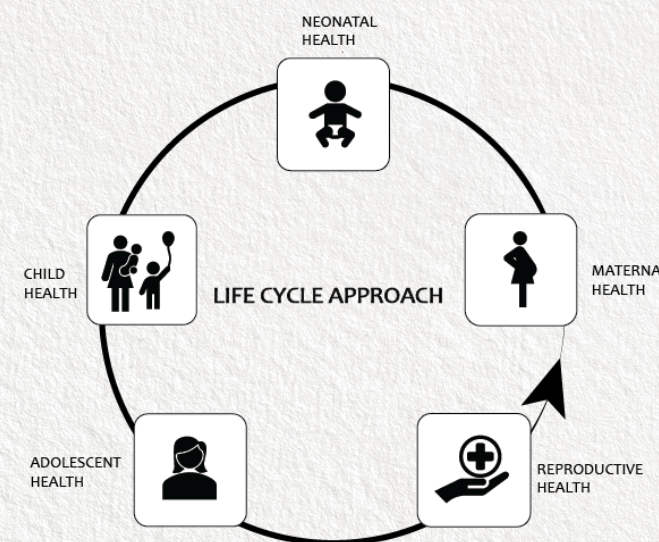 NEONATAL
HEALTH
CHILD
HEALTH
LIFE CYCLE APPROACH
MATERNA
HEALTH
ADOLESCENT
HEALTH
REPRODUCTIVE
HEALTH